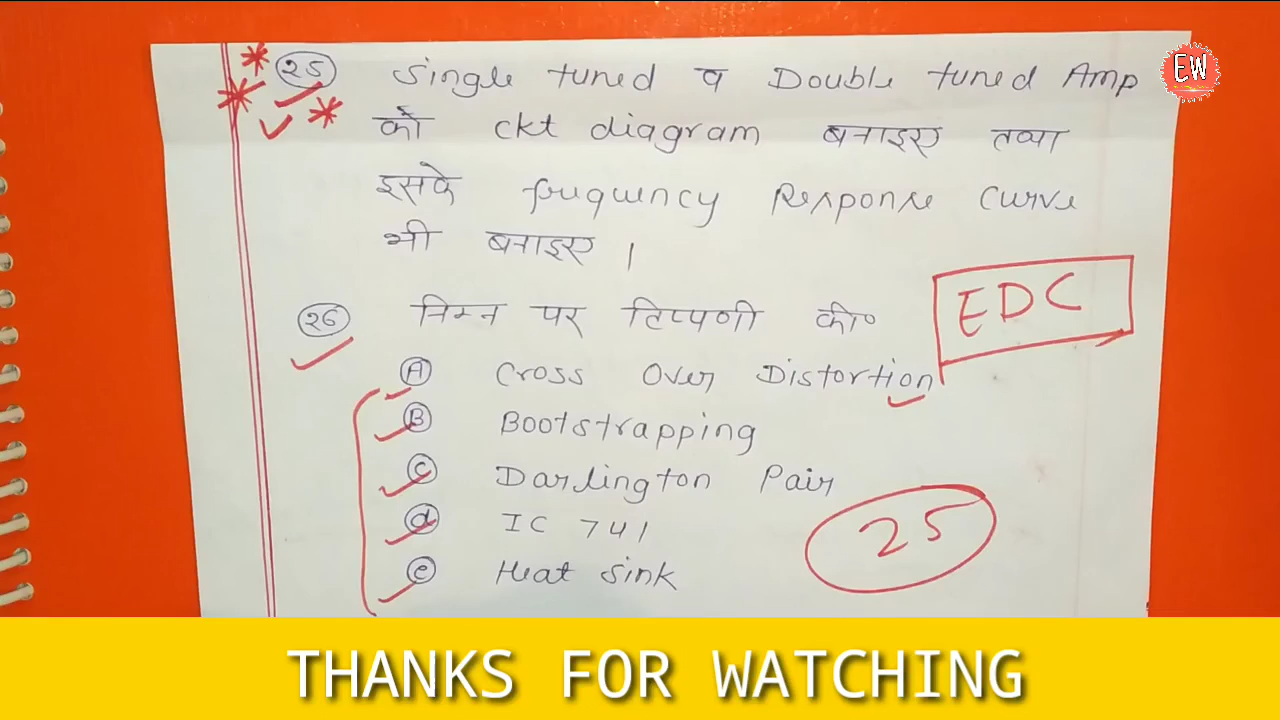 25 Single tuned व Double tuned Amp
को ckt diagram बनाइए तथा
इसके frequency Response Curve
भी बनाइए ।
26 निम्न पर टिप्पणी की०
A Cross Over Distortion
B Bootstrapping
C Darlington Pair
d IC 741
e Heat Sink
EDC
25
EW
THANKS FOR WATCHING